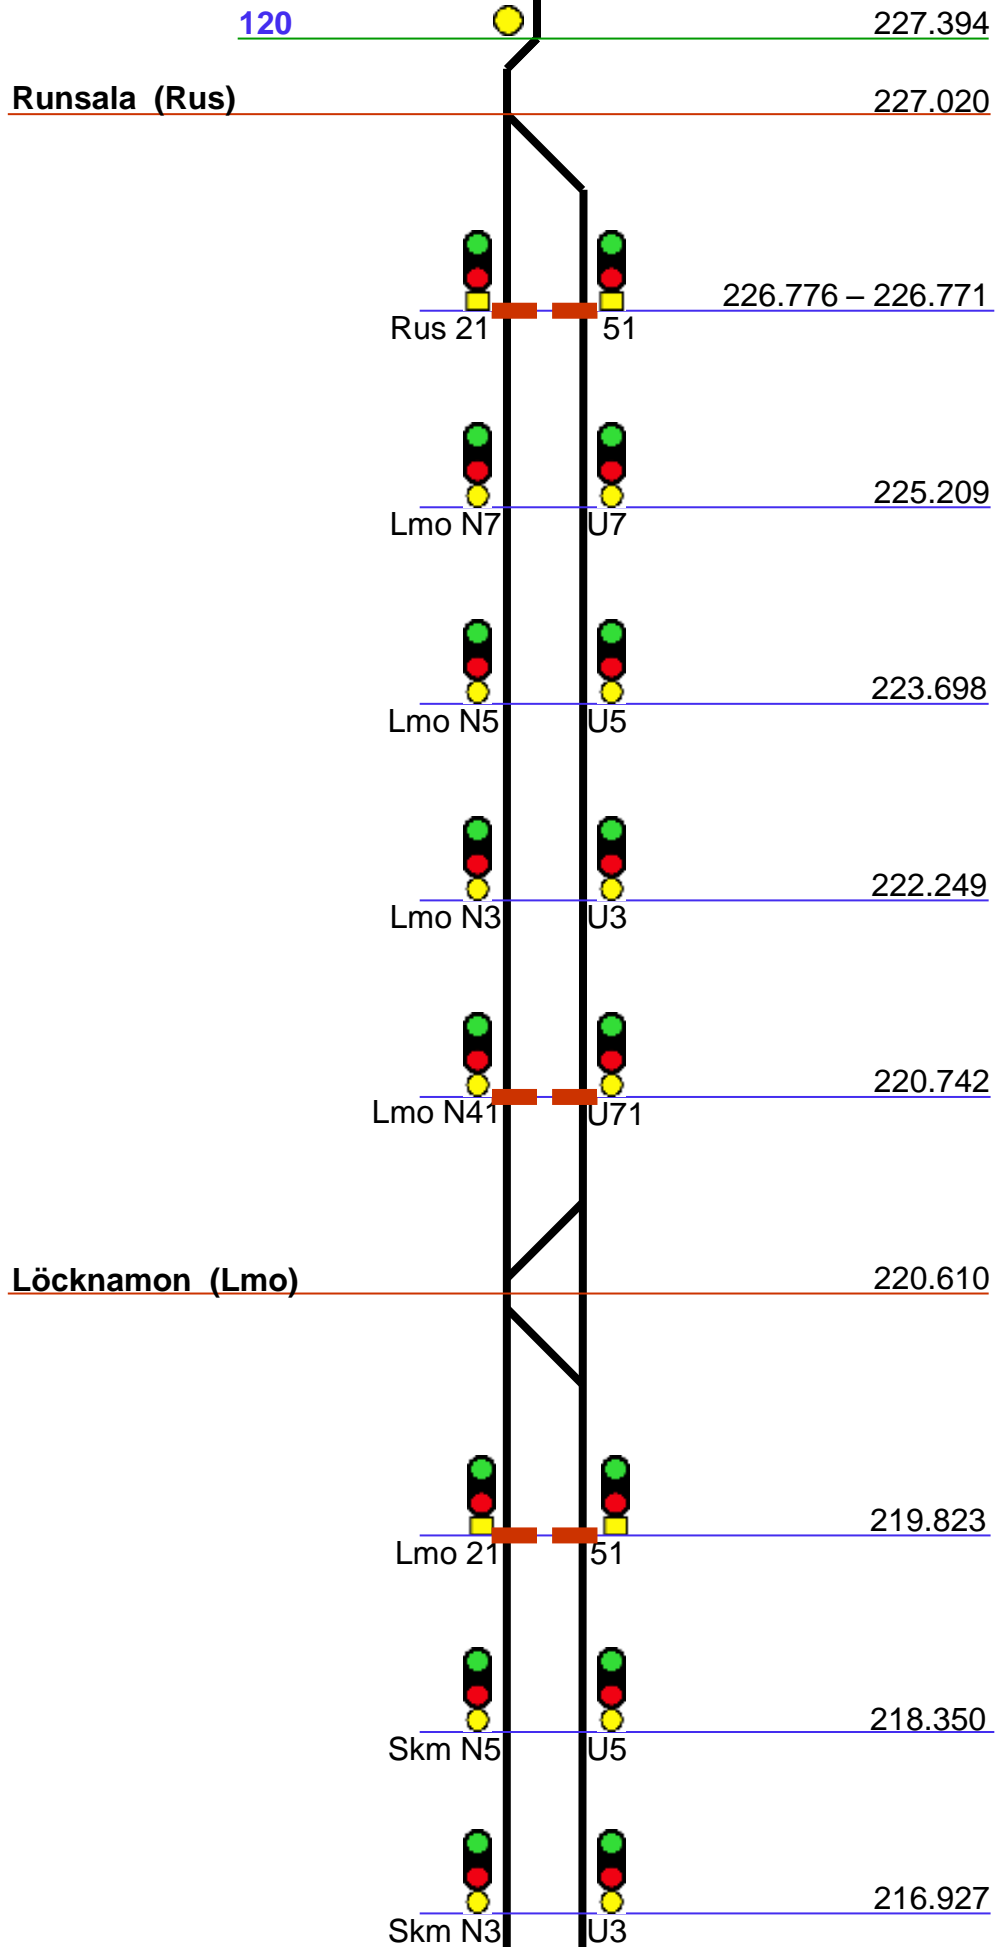 120 227.394
Runsala (Rus) 227.020
226.776 – 226.771
Rus 21 51
225.209
Lmo N7 U7
223.698
Lmo N5 U5
222.249
Lmo N3 U3
220.742
Lmo N41 U71
Löcknamon (Lmo) 220.610
219.823
Lmo 21 51
218.350
Skm N5 U5
216.927
Skm N3 U3